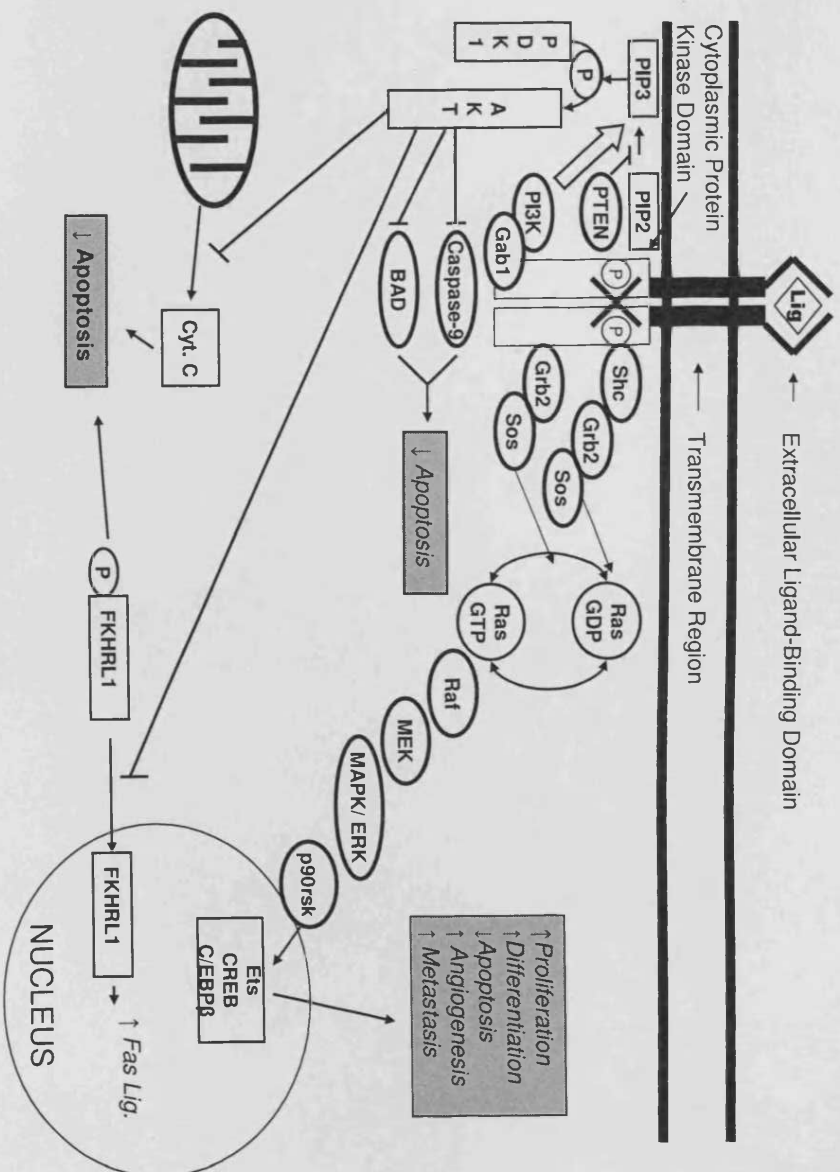 Lig
Extracellular Ligand-Binding Domain
Transmembrane Region
Cytoplasmic Protein
Kinase Domain
PIP3
PIP2
P
P
P
D
K
1
P
A
K
T
PTEN
PI3K
Gab1
Shc
Grb2
Sos
Grb2
Sos
Ras
GDP
Ras
GTP
Raf
MEK
MAPK/ ERK
p90rsk
Ets
CREB
C/EBPβ
↑Proliferation
↑Differentiation
↓Apoptosis
↑Angiogenesis
↑Metastasis
Caspase-9
BAD
↓ Apoptosis
Cyt. C
↓ Apoptosis
P
FKHRL1
FKHRL1
↑ Fas Lig.
NUCLEUS